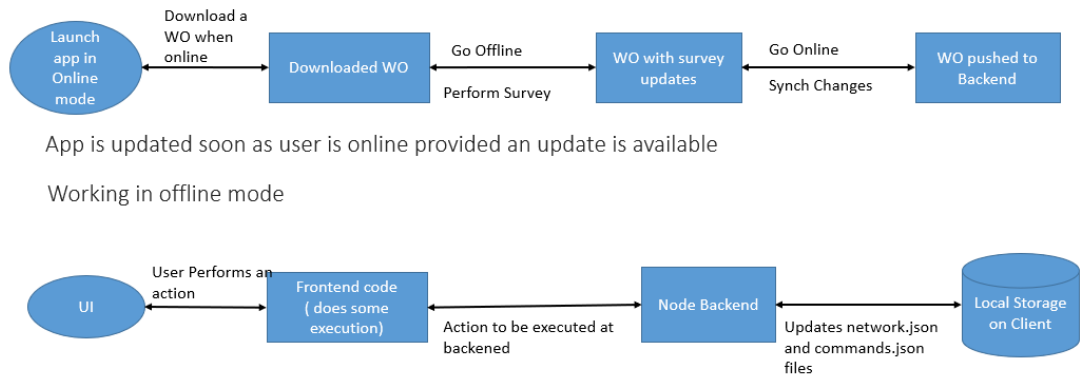 Launch
app in
Online
mode
Download a
WO when
online
Downloaded WO
Go Offline
Perform Survey
WO with survey
updates
Go Online
Synch Changes
WO pushed to
Backend
App is updated soon as user is online provided an update is available
Working in offline mode
UI
User Performs an
action
Frontend code
( does some
execution)
Action to be executed at
backened
Node Backend
Updates network.json
and commands.json
files
Local Storage
on Client